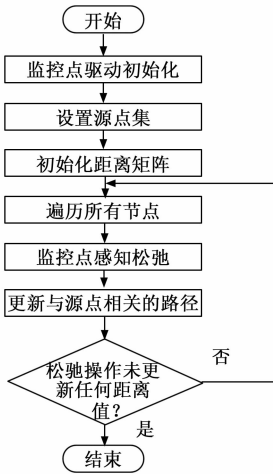 开始
监控点驱动初始化
设置源点集
初始化距离矩阵
遍历所有节点
监控点感知松弛
更新与源点相关的路径
松驰操作未更
新任何距离
值？
否
是
结束